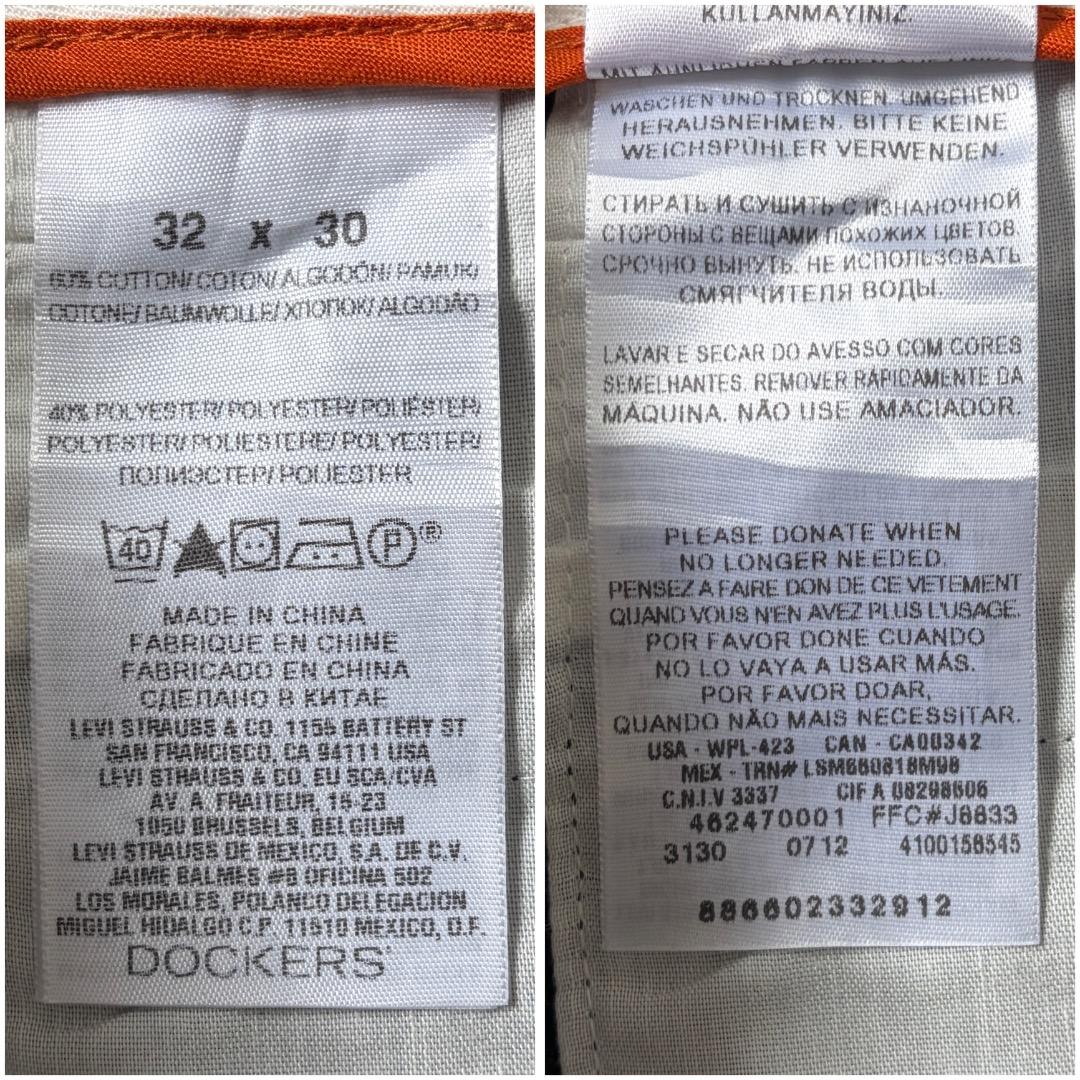 32 x 30
60% COTTON/ COTON/ ALGODÓN/ PAMUK/
COTONE/ BAUMWOLLE/ ХЛОПОК/ ALGODÃO
40% POLYESTER/ POLYESTER/ POLIÉSTER/
POLYESTER/ POLIESTERE/ POLYESTER/
ПОЛИЭСТЕР/ POLIESTER
40 P ®
MADE IN CHINA
FABRIQUE EN CHINE
FABRICADO EN CHINA
СДЕЛАНО В КИТАЕ
LEVI STRAUSS & CO. 1155 BATTERY ST
SAN FRANCISCO, CA 94111 USA
LEVI STRAUSS & CO. EU SCA/CVA
AV. A. FRAITEUR, 15-23
1050 BRUSSELS, BELGIUM
LEVI STRAUSS DE MEXICO, S.A. DE C.V.
JAIME BALMES #8 OFICINA 502
LOS MORALES, POLANCO DELEGACION
MIGUEL HIDALGO C.P. 11510 MEXICO, D.F.
DOCKERS
KULLANMAYINIZ.
WASCHEN UND TROCKNEN. UMGEHEND
HERAUSNEHMEN. BITTE KEINE
WEICHSPÜHLER VERWENDEN.
СТИРАТЬ И СУШИТЬ С ИЗНАНОЧНОЙ
СТОРОНЫ С ВЕЩАМИ ПОХОЖИХ ЦВЕТОВ.
СРОЧНО ВЫНУТЬ. НЕ ИСПОЛЬЗОВАТЬ
СМЯГЧИТЕЛЯ ВОДЫ.
LAVAR E SECAR DO AVESSO COM CORES
SEMELHANTES. REMOVER RAPIDAMENTE DA
MÁQUINA. NÃO USE AMACIADOR.
PLEASE DONATE WHEN
NO LONGER NEEDED.
PENSEZ A FAIRE DON DE CE VETEMENT
QUAND VOUS N'EN AVEZ PLUS L'USAGE.
POR FAVOR DONE CUANDO
NO LO VAYA A USAR MÁS.
POR FAVOR DOAR,
QUANDO NÃO MAIS NECESSITAR.
USA - WPL-423 CAN - CA00342
MEX - TRN# LSM660818M98
C.N.I.V 3337 CIF A 08298606
462470001 FFC#J6633
3130 0712 4100158545
886602332912